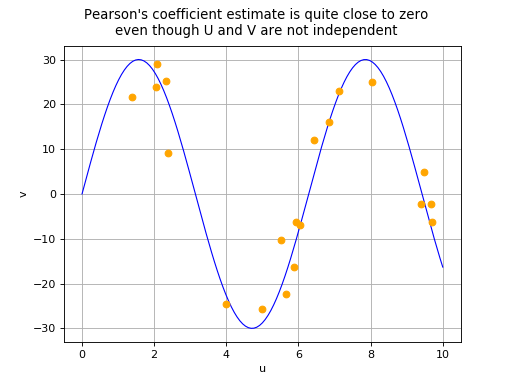 Pearson's coefficient estimate is quite close to zero
even though U and V are not independent
30
20
10
0
−10
−20
−30
v
0 2 4 6 8 10
u